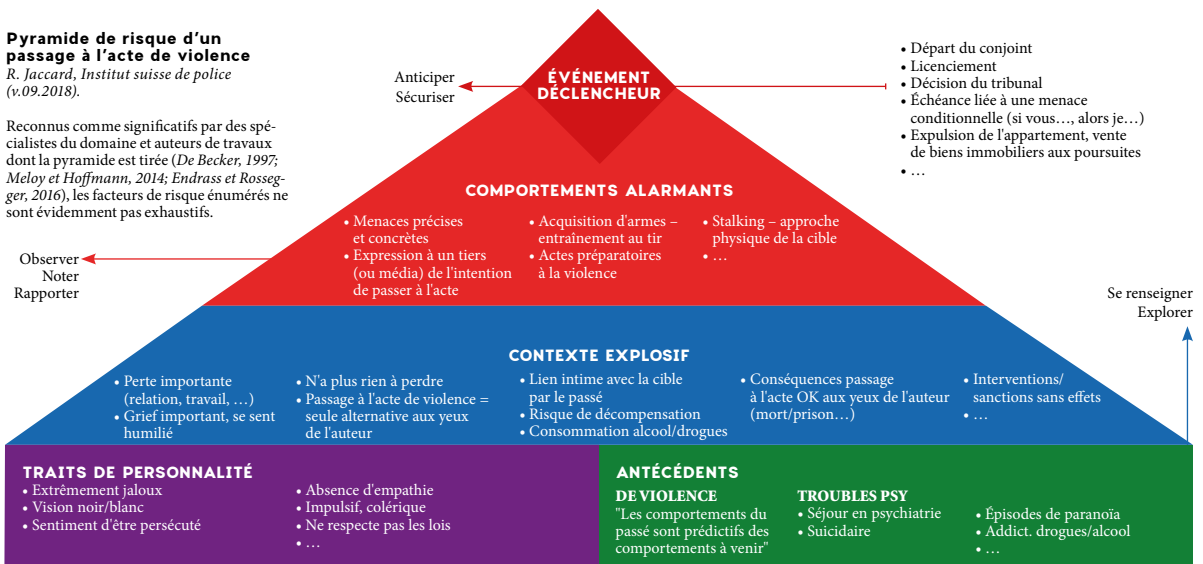 Pyramide de risque d'un
passage à l'acte de violence
R. Jaccard, Institut suisse de police
(v.09.2018).
Reconnus comme significatifs par des spé-
cialistes du domaine et auteurs de travaux
dont la pyramide est tirée (De Becker, 1997;
Meloy et Hoffmann, 2014; Endrass et Rosseg-
ger, 2016), les facteurs de risque énumérés ne
sont évidemment pas exhaustifs.
Anticiper
Sécuriser
ÉVÉNEMENT
DÉCLENCHEUR
• Départ du conjoint
• Licenciement
• Décision du tribunal
• Échéance liée à une menace
conditionnelle (si vous…, alors je…)
• Expulsion de l'appartement, vente
de biens immobiliers aux poursuites
• …
COMPORTEMENTS ALARMANTS
• Menaces précises
et concrètes
• Expression à un tiers
(ou média) de l'intention
de passer à l'acte
• Acquisition d'armes –
entraînement au tir
• Actes préparatoires
à la violence
• Stalking – approche
physique de la cible
• …
Observer
Noter
Rapporter
Se renseigner
Explorer
CONTEXTE EXPLOSIF
• Perte importante
(relation, travail, …)
• Grief important, se sent
humilié
• N'a plus rien à perdre
• Passage à l'acte de violence =
seule alternative aux yeux
de l'auteur
• Lien intime avec la cible
par le passé
• Risque de décompensation
• Consommation alcool/drogues
• Conséquences passage
à l'acte OK aux yeux de l'auteur
(mort/prison…)
• Interventions/
sanctions sans effets
• …
TRAITS DE PERSONNALITÉ
• Extrêmement jaloux
• Vision noir/blanc
• Sentiment d'être persécuté
• Absence d'empathie
• Impulsif, colérique
• Ne respecte pas les lois
• …
ANTÉCÉDENTS
DE VIOLENCE
"Les comportements du
passé sont prédictifs des
comportements à venir"
TROUBLES PSY
• Séjour en psychiatrie
• Suicidaire
• Épisodes de paranoïa
• Addict. drogues/alcool
• …